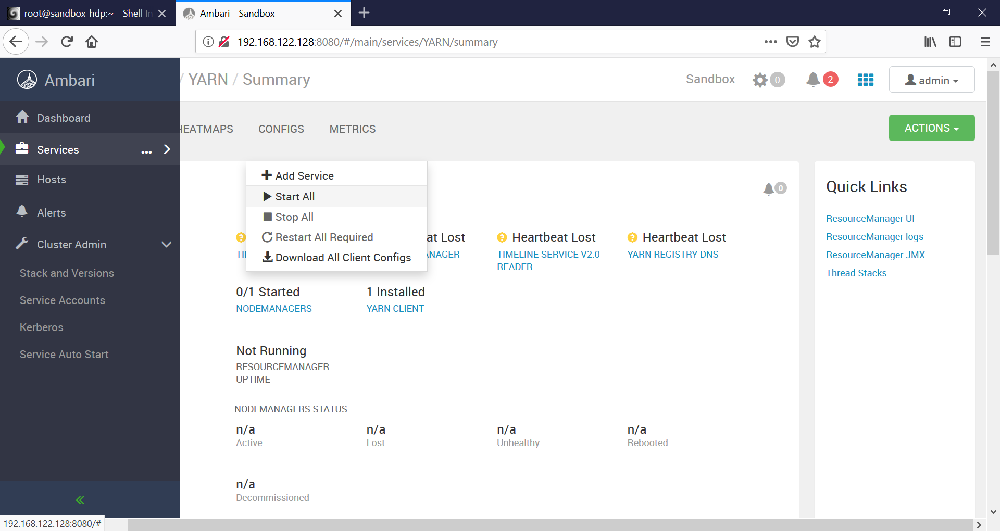 root@sandbox-hdp:~ - Shell In
Ambari - Sandbox
192.168.122.128:8080/#/main/services/YARN/summary
Ambari
/ YARN / Summary
Sandbox
0
2
admin
Dashboard
HEATMAPS
CONFIGS
METRICS
ACTIONS
Services
...
Hosts
Alerts
Cluster Admin
Stack and Versions
Service Accounts
Kerberos
Service Auto Start
Add Service
Start All
Stop All
Restart All Required
Download All Client Configs
0
at Lost
Heartbeat Lost
Heartbeat Lost
TIMELINE SERVICE V2.0
READER
YARN REGISTRY DNS
0/1 Started
1 Installed
NODEMANAGERS
YARN CLIENT
Not Running
RESOURCEMANAGER
UPTIME
NODEMANAGERS STATUS
n/a
n/a
n/a
n/a
Active
Lost
Unhealthy
Rebooted
n/a
Decommissioned
Quick Links
ResourceManager UI
ResourceManager logs
ResourceManager JMX
Thread Stacks
192.168.122.128:8080/#